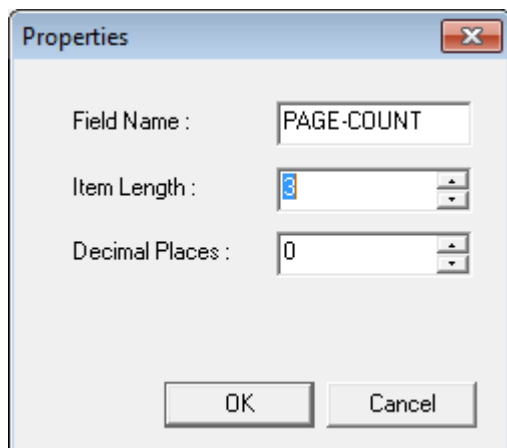 Properties
Field Name : PAGE-COUNT
Item Length : 3
Decimal Places : 0
OK Cancel